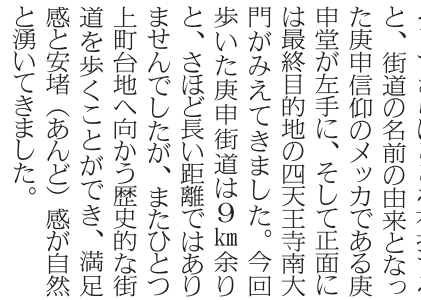 と、街道の名前の由来となっ
た庚申信仰のメッカである庚
申堂が左手に、そして正面に
は最終目的地の四天王寺南大
門がみえてきました。今回
歩いた庚申街道は９㎞余り
と、さほど長い距離ではあり
ませんでしたが、またひとつ
上町台地へ向かう歴史的な街
道を歩くことができ、満足
感と安堵（あんど）感が自然
と湧いてきました。